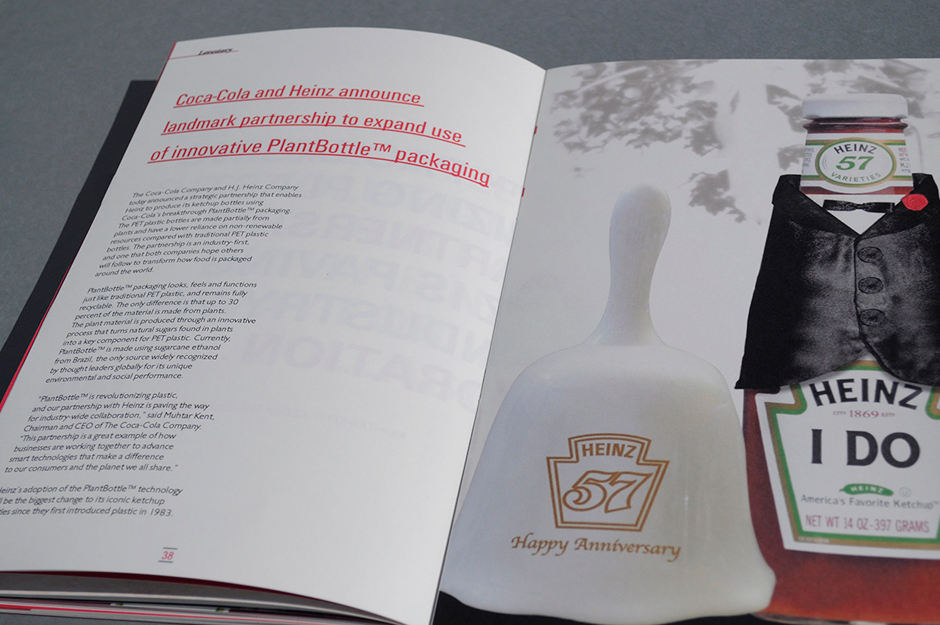 Inventory
Coca-Cola and Heinz announce
landmark partnership to expand use
of innovative PlantBottle™ packaging
The Coca-Cola Company and H.J. Heinz Company
today announced a strategic partnership that enables
Heinz to produce its ketchup bottles using
Coca-Cola's breakthrough PlantBottle™ packaging.
The PET plastic bottles are made partially from
plants and have a lower reliance on non-renewable
resources compared with traditional PET plastic
bottles. The partnership is an industry-first,
and one that both companies hope others
will follow to transform how food is packaged
around the world.
PlantBottle™ packaging looks, feels and functions
just like traditional PET plastic, and remains fully
recyclable. The only difference is that up to 30
percent of the material is made from plants.
The plant material is produced through an innovative
process that turns natural sugars found in plants
into a key component for PET plastic. Currently,
PlantBottle™ is made using sugarcane ethanol
from Brazil, the only source widely recognized
by thought leaders globally for its unique
environmental and social performance.
"PlantBottle™ is revolutionizing plastic,
and our partnership with Heinz is paving the way
for industry-wide collaboration," said Muhtar Kent,
Chairman and CEO of The Coca-Cola Company.
"This partnership is a great example of how
businesses are working together to advance
smart technologies that make a difference
to our consumers and the planet we all share."
Heinz's adoption of the PlantBottle™ technology
be the biggest change to its iconic ketchup
since they first introduced plastic in 1983.
38
HEINZ
57
Happy Anniversary
HEINZ
57
VARIETIES
HEINZ
ESTD 1869
I DO
HEINZ
America's Favorite Ketchup™
NET WT 14 OZ-397 GRAMS